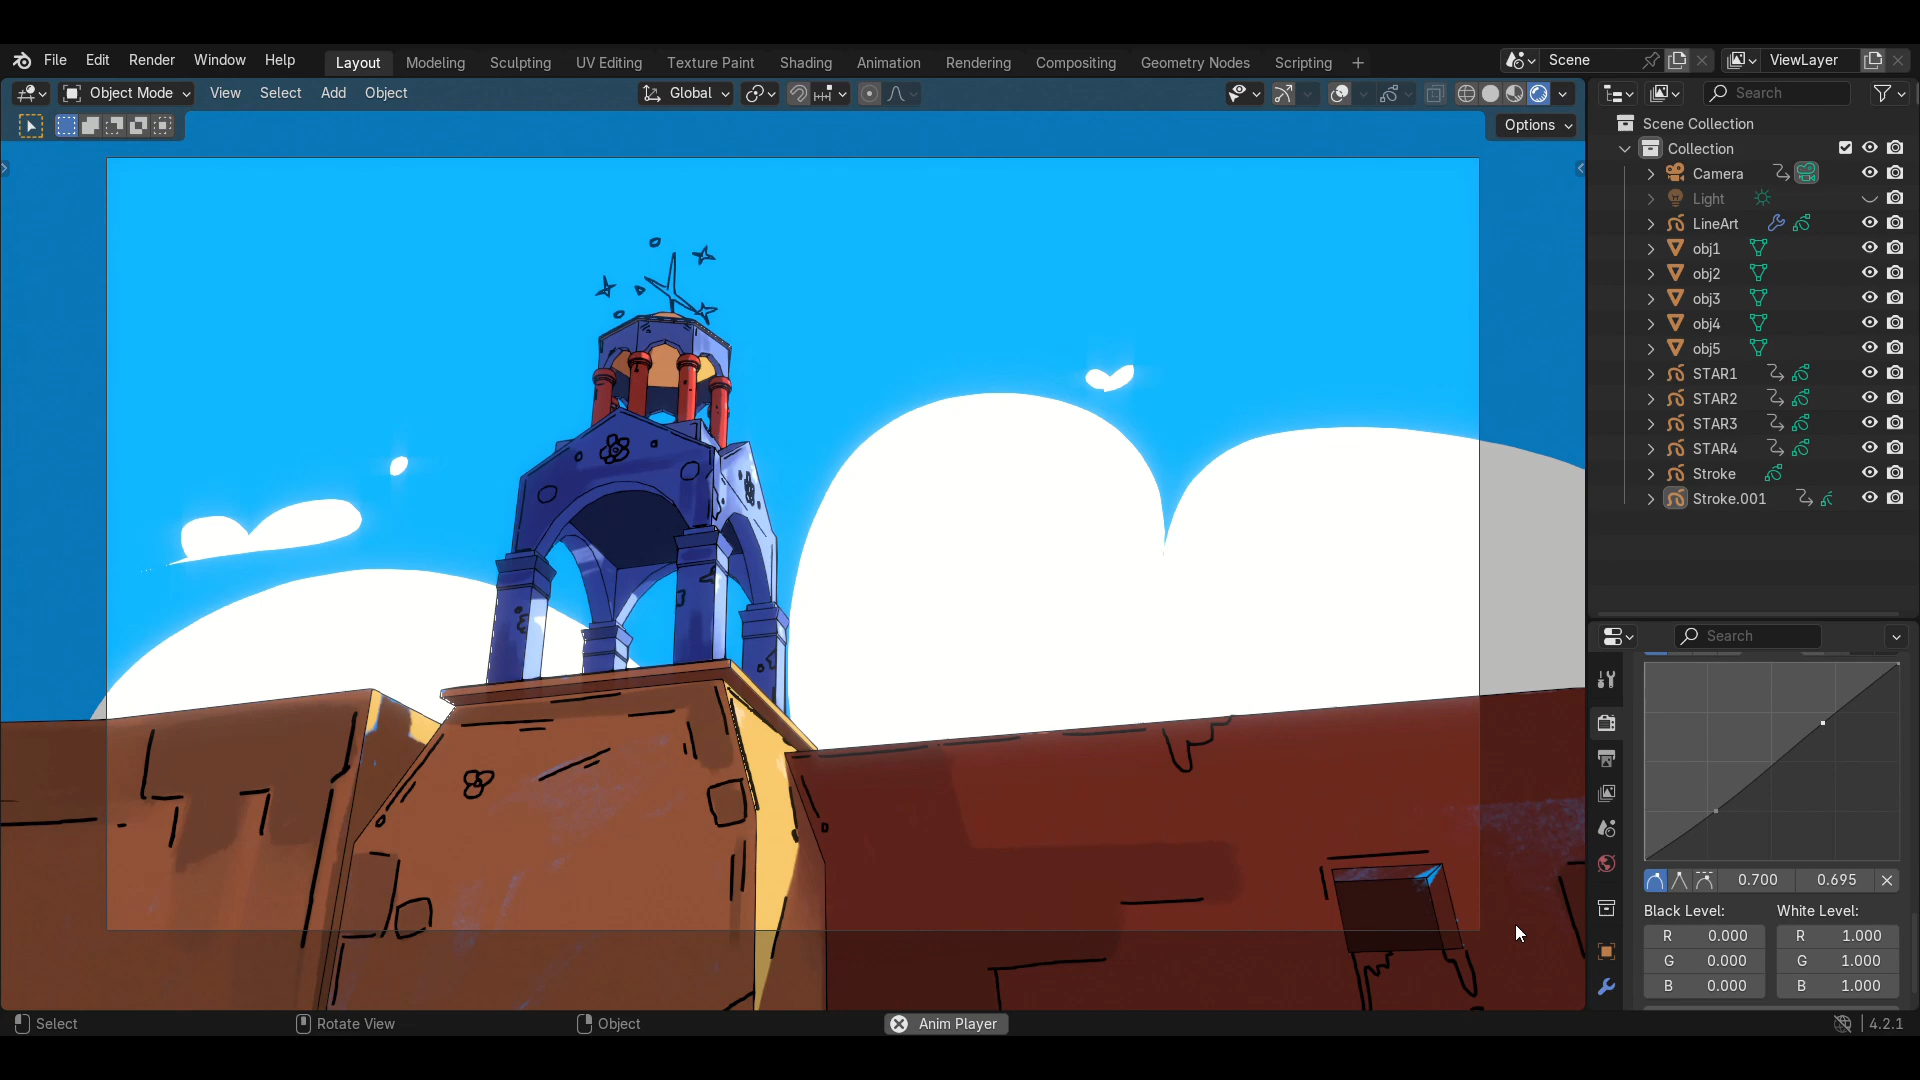 File Edit Render Window Help Layout Modeling Sculpting UV Editing Texture Paint Shading Animation Rendering Compositing Geometry Nodes Scripting + Scene ViewLayer
Object Mode View Select Add Object Global Search
Options
Scene Collection
Collection
Camera
Light
LineArt
obj1
obj2
obj3
obj4
obj5
STAR1
STAR2
STAR3
STAR4
Stroke
Stroke.001
Search
0.700 0.695
Black Level: White Level:
R 0.000 R 1.000
G 0.000 G 1.000
B 0.000 B 1.000
Select Rotate View Object Anim Player 4.2.1